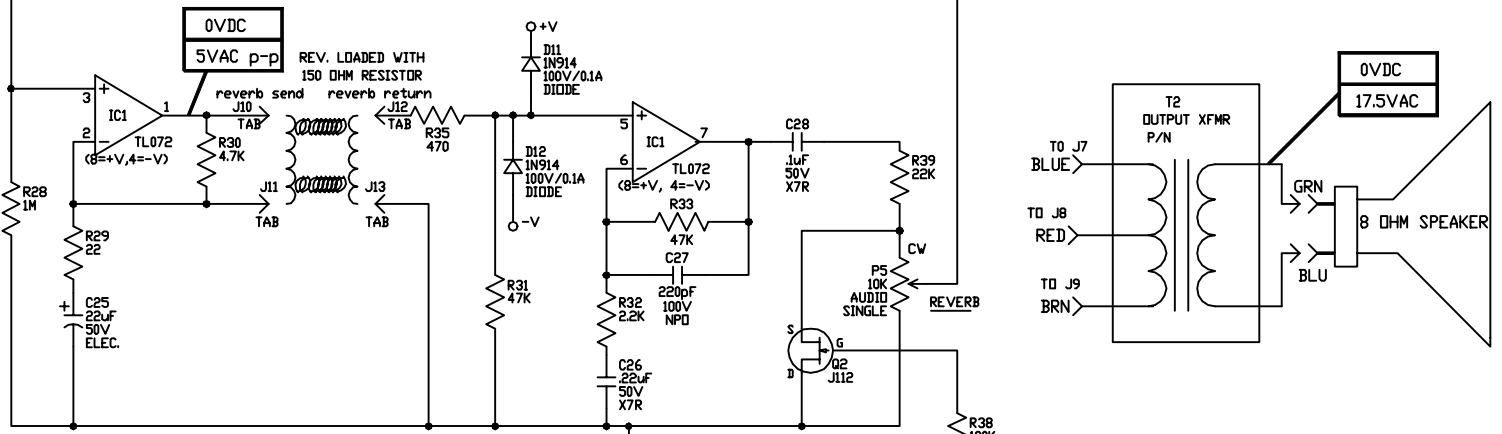 0VDC
5VAC p-p
REV. LOADED WITH
150 OHM RESISTOR
reverb send
reverb return
J10
TAB
J12
TAB
J11
TAB
J13
TAB
3
2
1
+
-
IC1
TL072
(8=+V,4=-V)
R30
4.7K
R28
1M
R29
22
+
C25
22uF
50V
ELEC.
R35
470
+V
D11
1N914
100V/0.1A
DIODE
D12
1N914
100V/0.1A
DIODE
-V
R31
47K
5
6
7
+
-
IC1
TL072
(8=+V, 4=-V)
R33
47K
C27
220pF
100V
NPO
R32
2.2K
C26
.22uF
50V
X7R
C28
.1uF
50V
X7R
R39
22K
CW
P5
10K
AUDIO
SINGLE
REVERB
S
G
D
Q2
J112
R38
T2
OUTPUT XFMR
P/N
TO J7
BLUE
TO J8
RED
TO J9
BRN
0VDC
17.5VAC
GRN
BLU
8 OHM SPEAKER